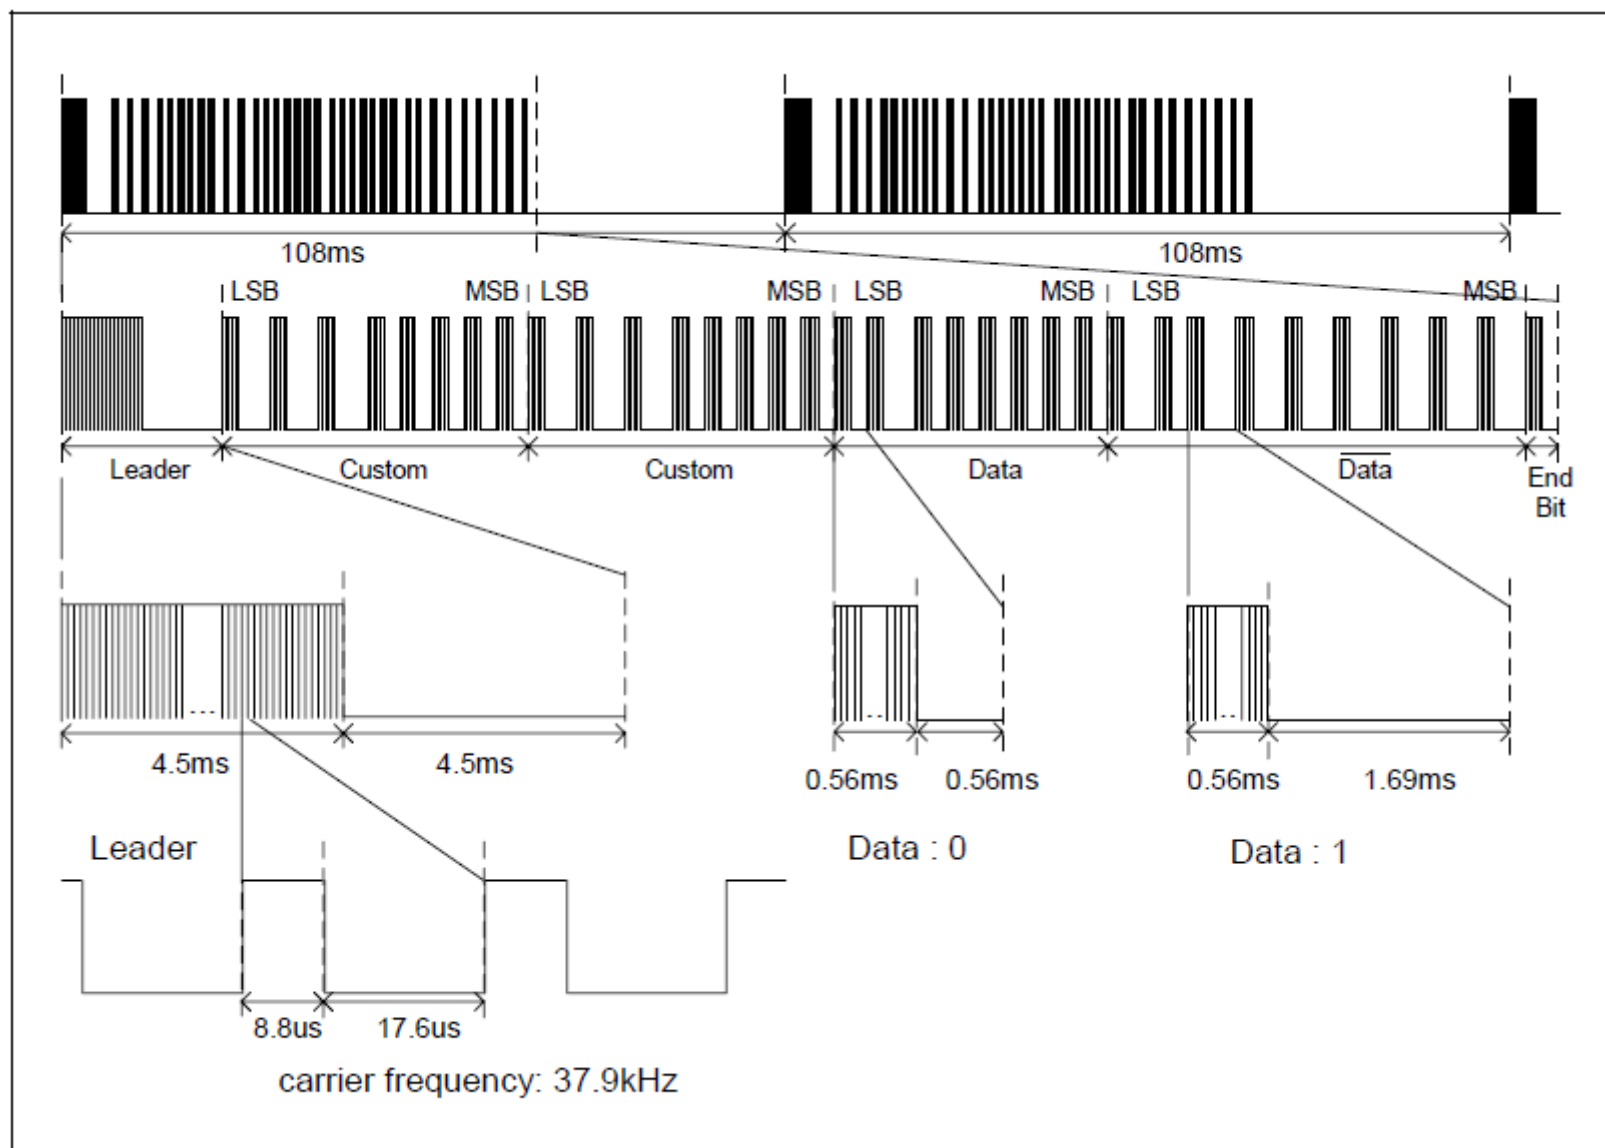 108ms 108ms
LSB MSB LSB MSB LSB MSB LSB MSB
Leader Custom Custom Data Data End
Bit
4.5ms 4.5ms 0.56ms 0.56ms 0.56ms 1.69ms
Leader Data : 0 Data : 1
8.8us 17.6us
carrier frequency: 37.9kHz